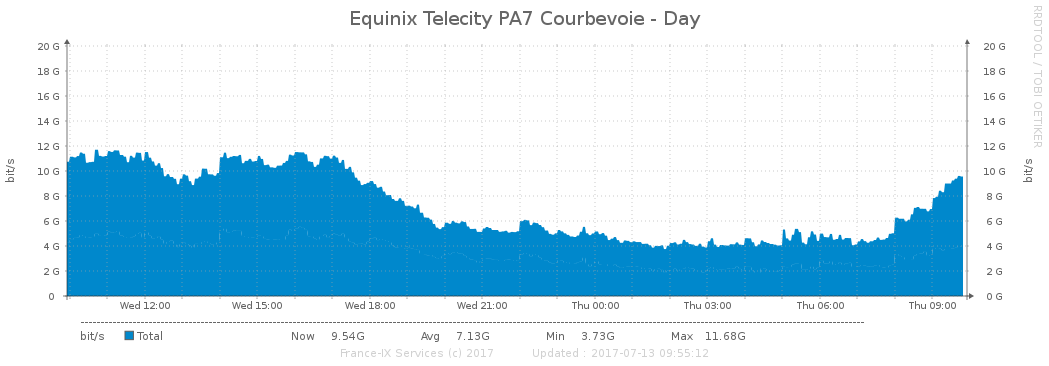 Equinix Telecity PA7 Courbevoie - Day
RRDTOOL / TOBI OETIKER
20 G 20 G
18 G 18 G
16 G 16 G
14 G 14 G
12 G 12 G
10 G 10 G
8 G 8 G
6 G 6 G
4 G 4 G
2 G 2 G
0 0 G
bit/s bit/s
Wed 12:00 Wed 15:00 Wed 18:00 Wed 21:00 Thu 00:00 Thu 03:00 Thu 06:00 Thu 09:00
bit/s Total Now 9.54G Avg 7.13G Min 3.73G Max 11.68G
France-IX Services (c) 2017 Updated : 2017-07-13 09:55:12